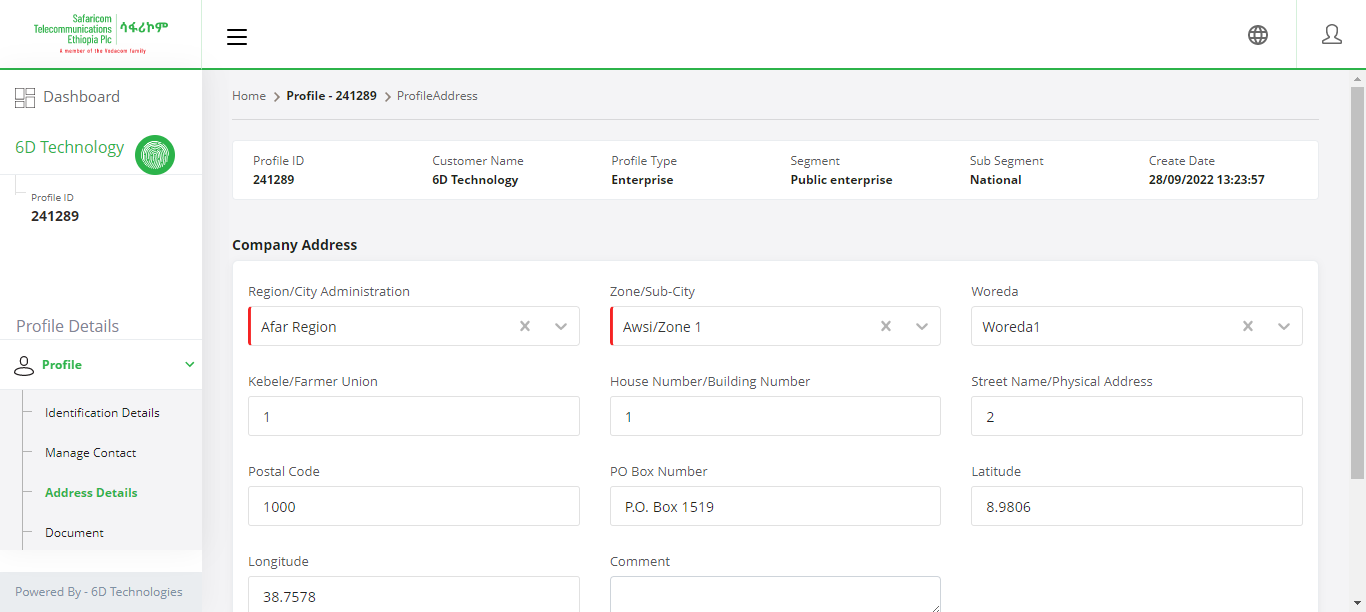 Safaricom
Telecommunications
Ethiopia Plc
ሳፋሪኮም
A member of the Vodacom family
Dashboard
6D Technology
Profile ID
241289
Profile Details
Profile
Identification Details
Manage Contact
Address Details
Document
Powered By - 6D Technologies
Home > Profile - 241289 > ProfileAddress
Profile ID Customer Name Profile Type Segment Sub Segment Create Date
241289 6D Technology Enterprise Public enterprise National 28/09/2022 13:23:57
Company Address
Region/City Administration Zone/Sub-City Woreda
Afar Region Awsi/Zone 1 Woreda1
Kebele/Farmer Union House Number/Building Number Street Name/Physical Address
1 1 2
Postal Code PO Box Number Latitude
1000 P.O. Box 1519 8.9806
Longitude Comment
38.7578